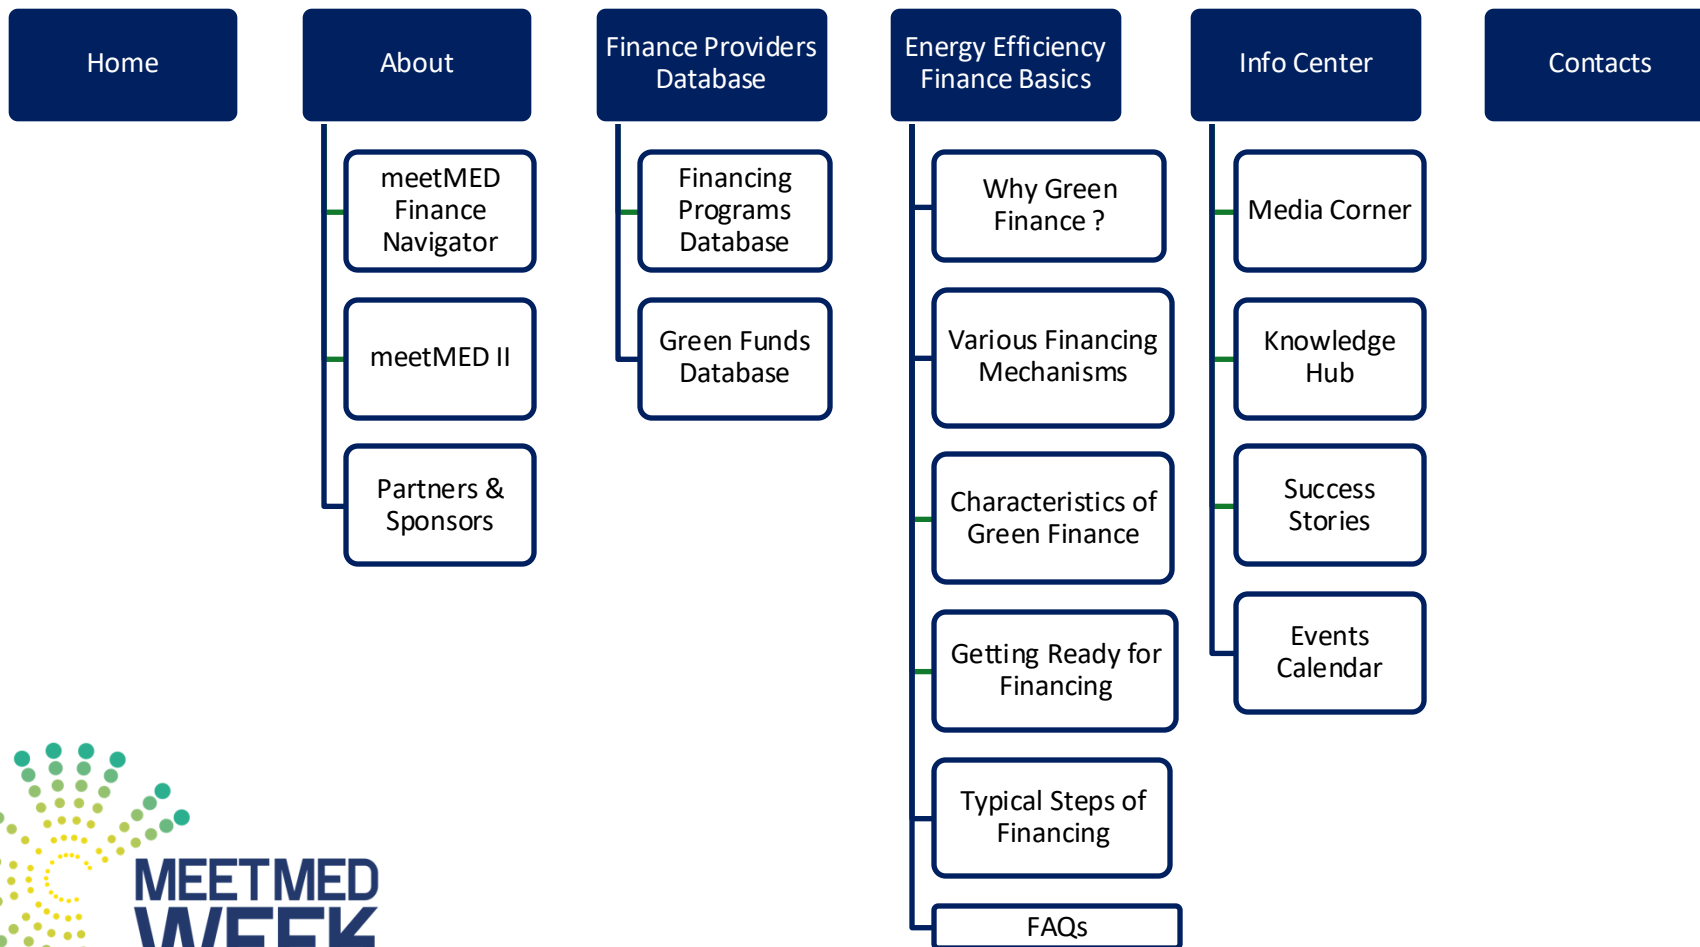 Home
About
Finance Providers
Database
Energy Efficiency
Finance Basics
Info Center
Contacts
meetMED
Finance
Navigator
meetMED II
Partners &
Sponsors
Financing
Programs
Database
Green Funds
Database
Why Green
Finance ?
Various Financing
Mechanisms
Characteristics of
Green Finance
Getting Ready for
Financing
Typical Steps of
Financing
FAQs
Media Corner
Knowledge
Hub
Success
Stories
Events
Calendar
MEETMED
WEEK